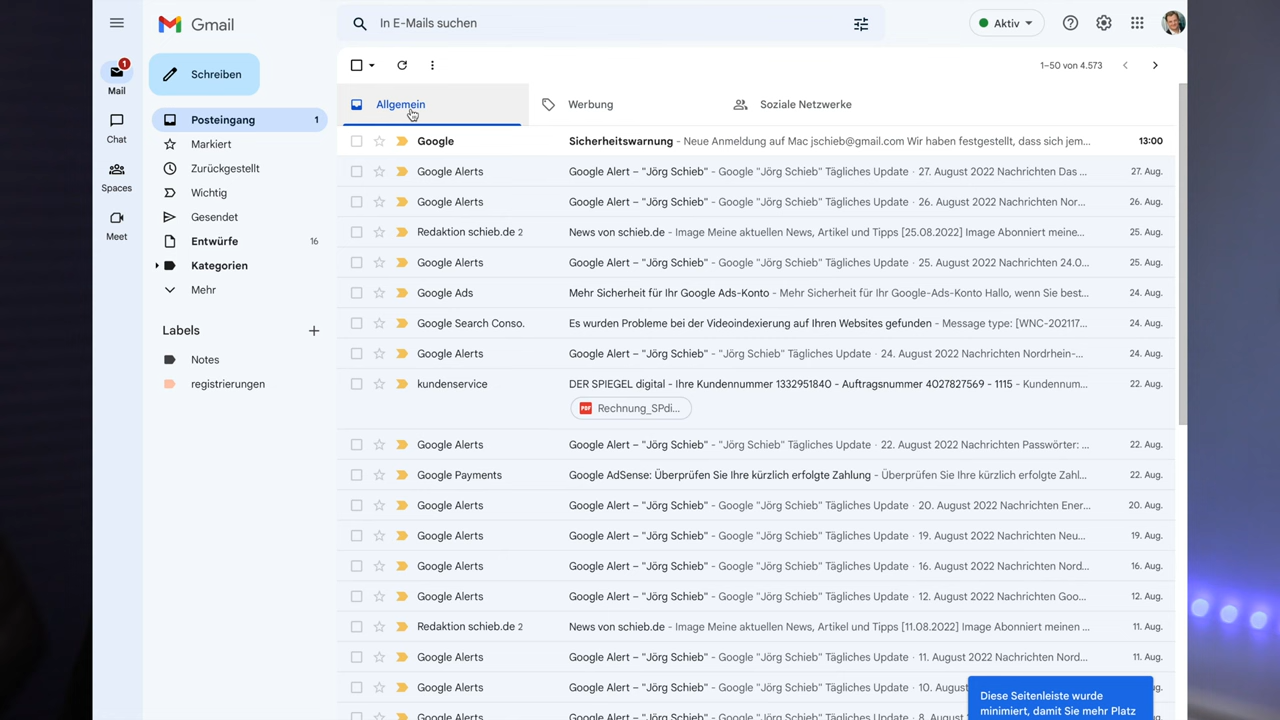 Gmail
In E-Mails suchen
Aktiv
1
Mail
Chat
Spaces
Meet
Schreiben
Posteingang 1
Markiert
Zurückgestellt
Wichtig
Gesendet
Entwürfe 16
Kategorien
Mehr
Labels
Notes
registrierungen
1–50 von 4.573
Allgemein Werbung Soziale Netzwerke
Google Sicherheitswarnung - Neue Anmeldung auf Mac jschieb@gmail.com Wir haben festgestellt, dass sich jem... 13:00
Google Alerts Google Alert – "Jörg Schieb" - Google "Jörg Schieb" Tägliches Update · 27. August 2022 Nachrichten Das ... 27. Aug.
Google Alerts Google Alert – "Jörg Schieb" - Google "Jörg Schieb" Tägliches Update · 26. August 2022 Nachrichten Nor... 26. Aug.
Redaktion schieb.de 2 News von schieb.de - Image Meine aktuellen News, Artikel und Tipps [25.08.2022] Image Abonniert meine... 25. Aug.
Google Alerts Google Alert – "Jörg Schieb" - Google "Jörg Schieb" Tägliches Update · 25. August 2022 Nachrichten 24.0... 25. Aug.
Google Ads Mehr Sicherheit für Ihr Google Ads-Konto - Mehr Sicherheit für Ihr Google-Ads-Konto Hallo, wenn Sie best... 24. Aug.
Google Search Conso. Es wurden Probleme bei der Videoindexierung auf Ihren Websites gefunden - Message type: [WNC-202117... 24. Aug.
Google Alerts Google Alert – "Jörg Schieb" - "Jörg Schieb" Tägliches Update · 24. August 2022 Nachrichten Nordrhein-... 24. Aug.
kundenservice DER SPIEGEL digital - Ihre Kundennummer 1332951840 - Auftragsnummer 4027827569 - 1115 - Kundennum... 22. Aug.
PDF Rechnung_SPdi...
Google Alerts Google Alert – "Jörg Schieb" - "Jörg Schieb" Tägliches Update · 22. August 2022 Nachrichten Passwörter: ... 22. Aug.
Google Payments Google AdSense: Überprüfen Sie Ihre kürzlich erfolgte Zahlung - Überprüfen Sie Ihre kürzlich erfolgte Zahl... 22. Aug.
Google Alerts Google Alert – "Jörg Schieb" - Google "Jörg Schieb" Tägliches Update · 20. August 2022 Nachrichten Ener... 20. Aug.
Google Alerts Google Alert – "Jörg Schieb" - Google "Jörg Schieb" Tägliches Update · 19. August 2022 Nachrichten Neu... 19. Aug.
Google Alerts Google Alert – "Jörg Schieb" - Google "Jörg Schieb" Tägliches Update · 16. August 2022 Nachrichten Nord... 16. Aug.
Google Alerts Google Alert – "Jörg Schieb" - Google "Jörg Schieb" Tägliches Update · 12. August 2022 Nachrichten Goo... 12. Aug.
Redaktion schieb.de 2 News von schieb.de - Image Meine aktuellen News, Artikel und Tipps [11.08.2022] Image Abonniert meinen ... 11. Aug.
Google Alerts Google Alert – "Jörg Schieb" - Google "Jörg Schieb" Tägliches Update · 11. August 2022 Nachrichten Nord... 11. Aug.
Google Alerts Google Alert – "Jörg Schieb" - Google "Jörg Schieb" Tägliches Update · 10. August
Google Alerts Google Alert – "Jörg Schieb" - Google "Jörg Schieb" Tägliches Update · 8. August
Diese Seitenleiste wurde
minimiert, damit Sie mehr Platz